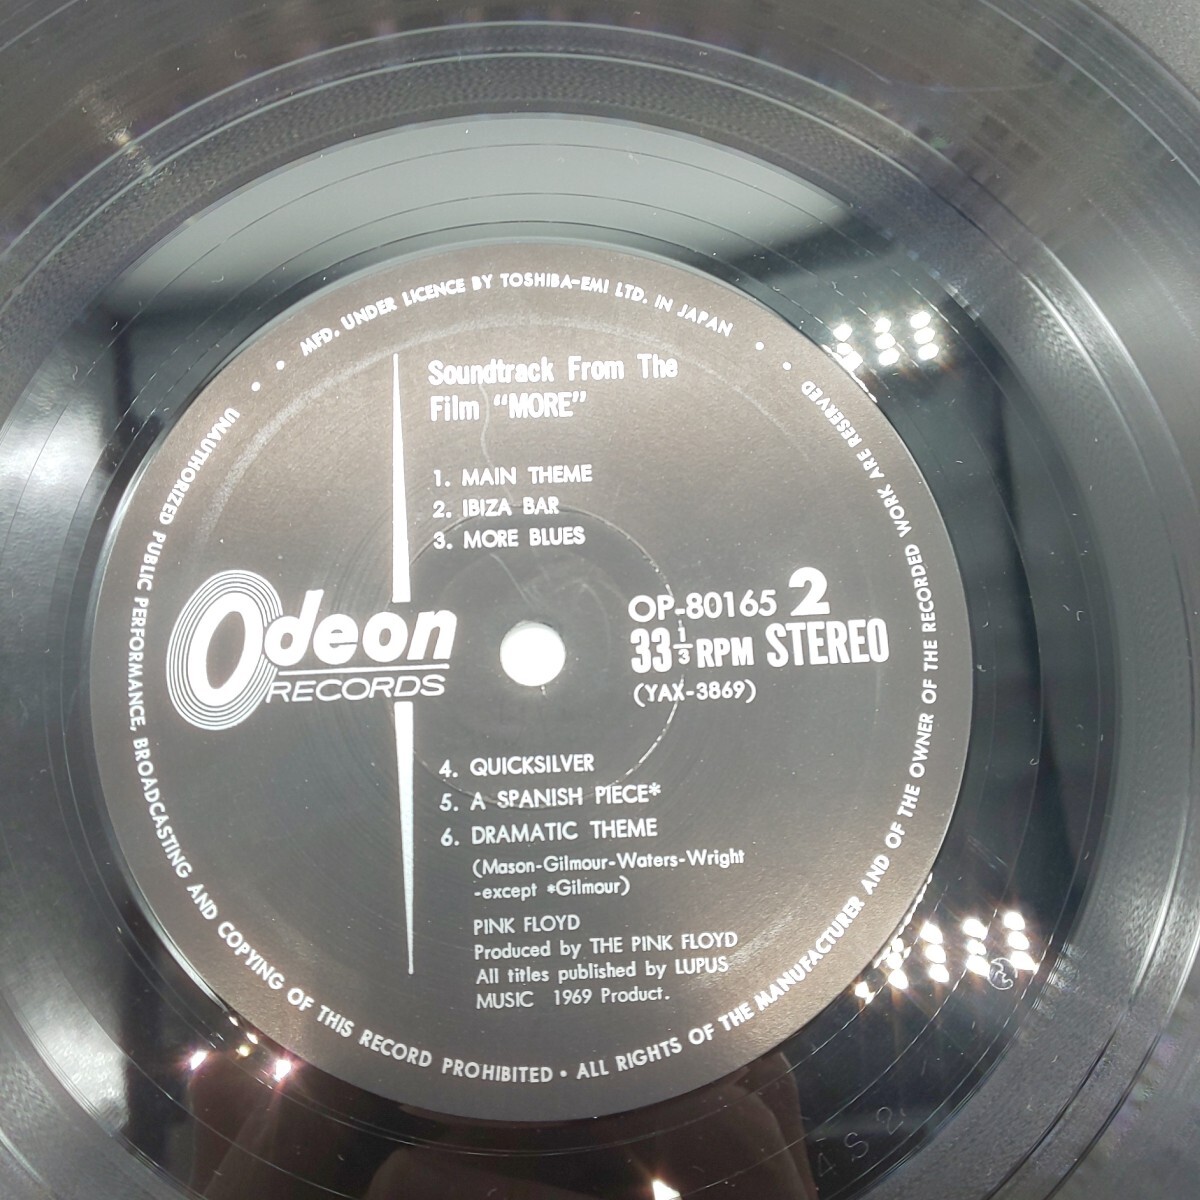 MFD. UNDER LICENCE BY TOSHIBA-EMI LTD. IN JAPAN
Soundtrack From The
Film "MORE"
1. MAIN THEME
2. IBIZA BAR
3. MORE BLUES
Odeon
RECORDS
OP-80165 2
33 1/3 RPM STEREO
(YAX-3869)
4. QUICKSILVER
5. A SPANISH PIECE*
6. DRAMATIC THEME
(Mason-Gilmour-Waters-Wright
-except *Gilmour)
PINK FLOYD
Produced by THE PINK FLOYD
All titles published by LUPUS
MUSIC 1969 Product.
UNAUTHORIZED PUBLIC PERFORMANCE, BROADCASTING AND COPYING OF THIS RECORD PROHIBITED • ALL RIGHTS OF THE MANUFACTURER AND OF THE OWNER OF THE RECORDED WORK ARE RESERVED